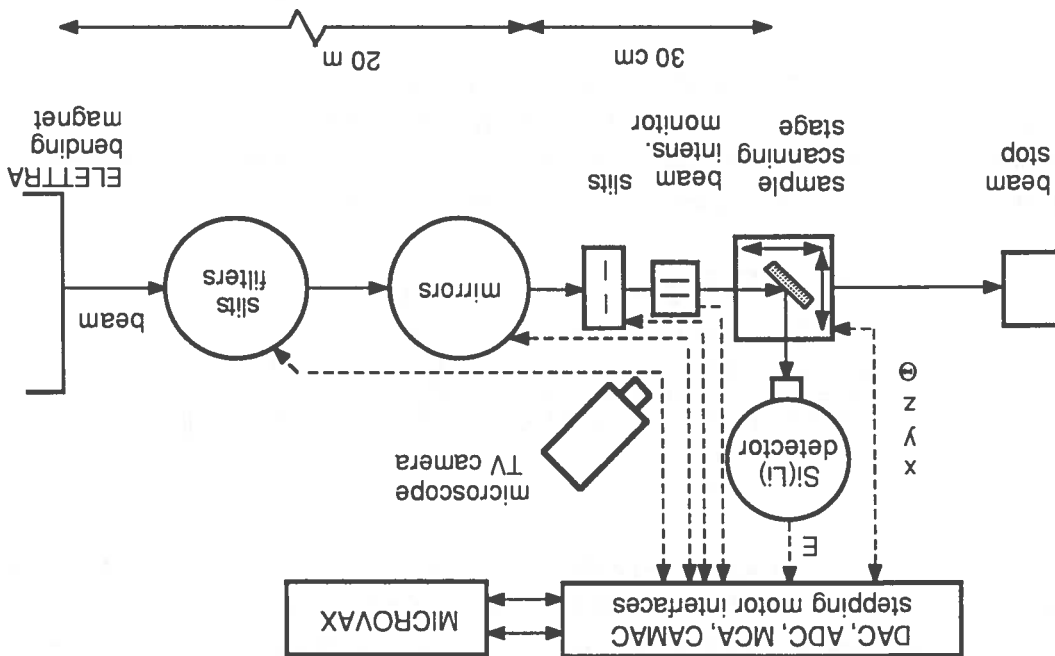 DAC, ADC, MCA, CAMAC
stepping motor interfaces
MICROVAX
E
x
y
z
Θ
Si(Li)
detector
microscope
TV camera
mirrors
slits
filters
beam
beam
stop
sample
scanning
stage
beam
intens.
monitor
slits
ELETTRA
bending
magnet
30 cm
20 m